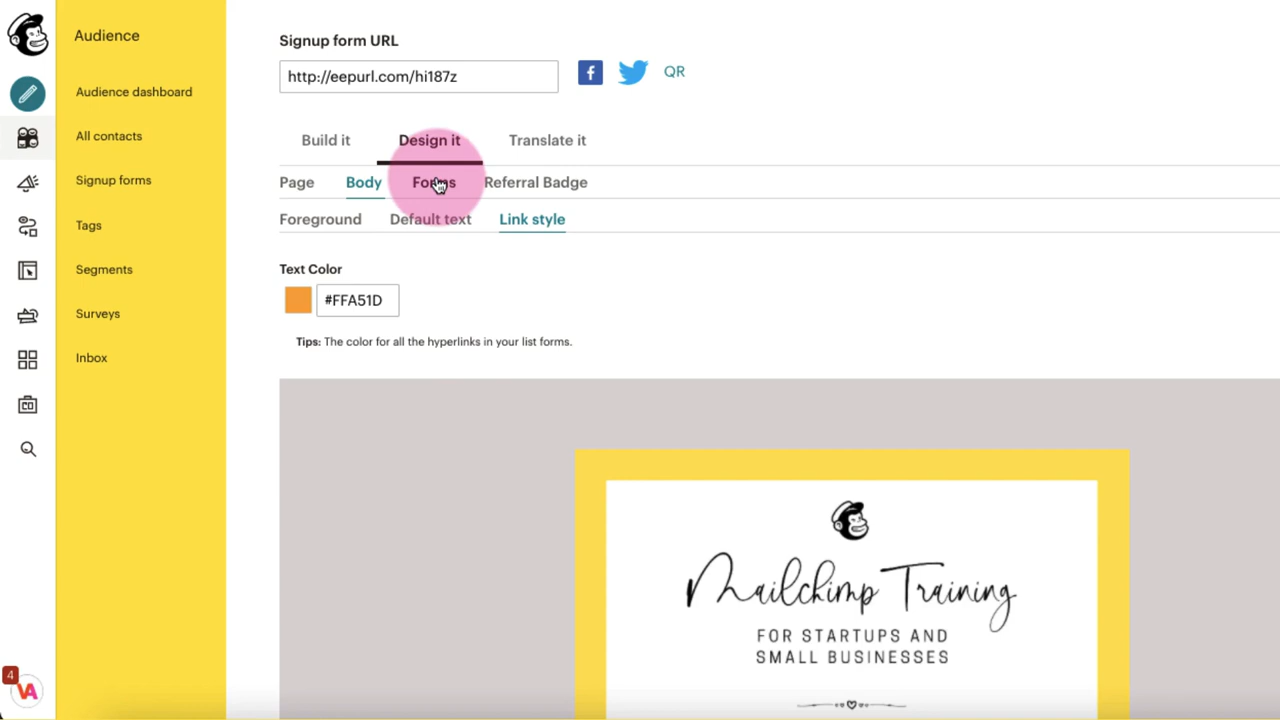 Audience
Audience dashboard
All contacts
Signup forms
Tags
Segments
Surveys
Inbox
4
VA
Signup form URL
http://eepurl.com/hi187z
f
QR
Build it Design it Translate it
Page Body Forms Referral Badge
Foreground Default text Link style
Text Color
#FFA51D
Tips: The color for all the hyperlinks in your list forms.
Mailchimp Training
FOR STARTUPS AND
SMALL BUSINESSES